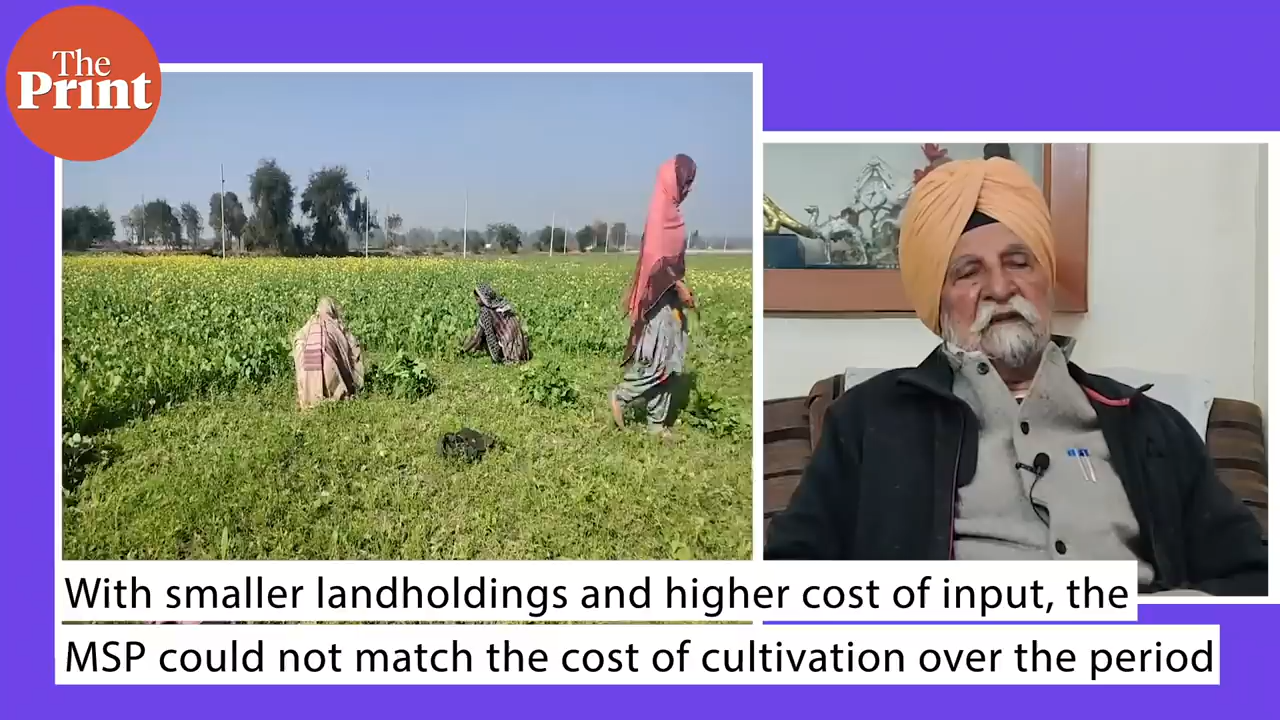 The
Print
With smaller landholdings and higher cost of input, the
MSP could not match the cost of cultivation over the period